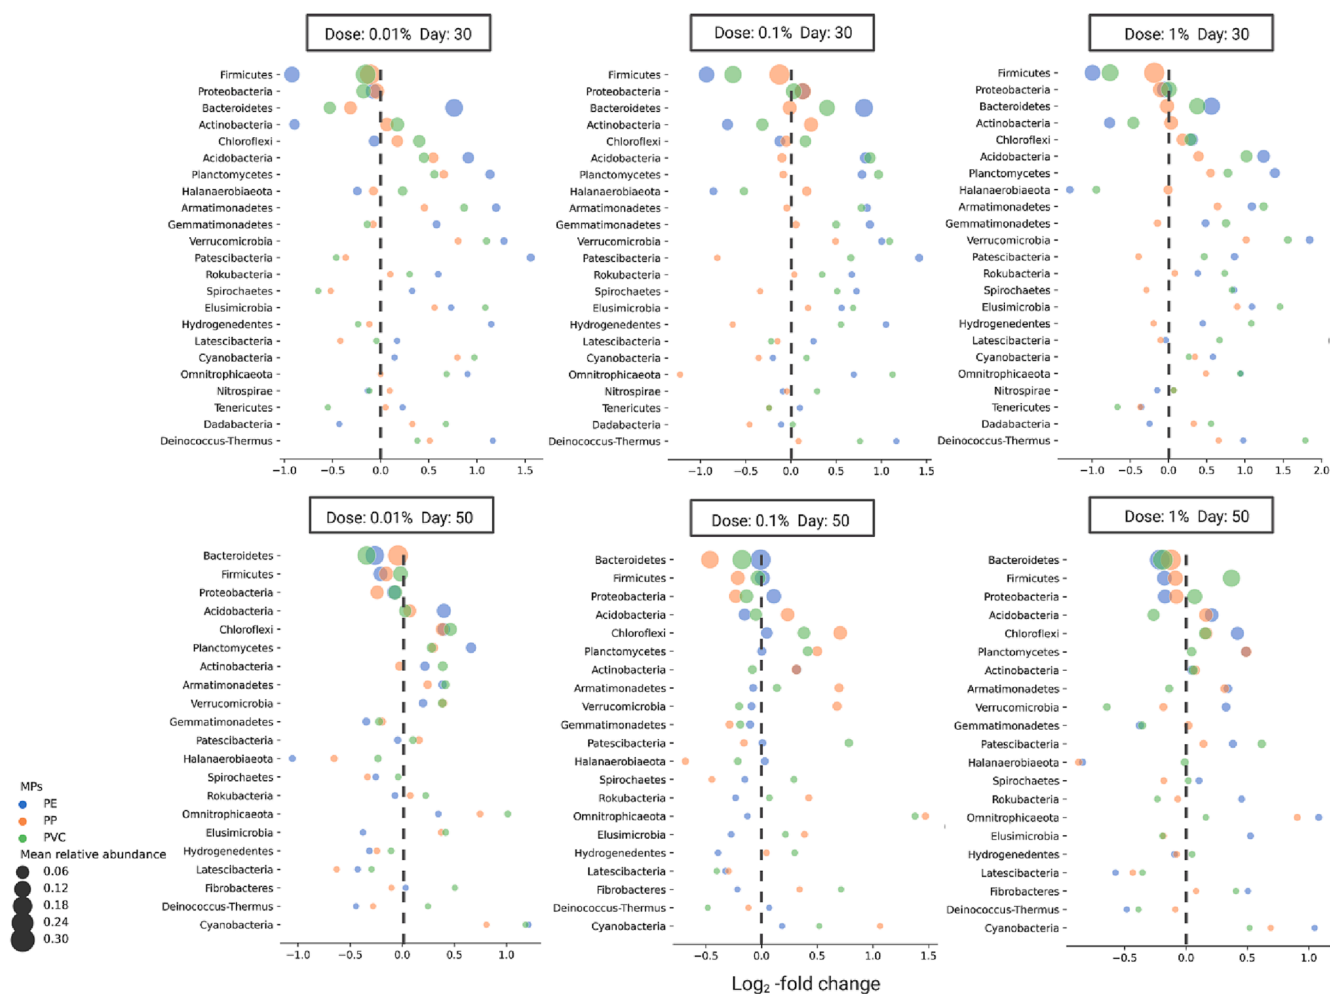 Dose: 0.01% Day: 30
Firmicutes
Proteobacteria
Bacteroidetes
Actinobacteria
Chloroflexi
Acidobacteria
Planctomycetes
Halanaerobiaeota
Armatimonadetes
Gemmatimonadetes
Verrucomicrobia
Patescibacteria
Rokubacteria
Spirochaetes
Elusimicrobia
Hydrogenedentes
Latescibacteria
Cyanobacteria
Omnitrophicaeota
Nitrospirae
Tenericutes
Dadabacteria
Deinococcus-Thermus
−1.0 −0.5 0.0 0.5 1.0 1.5
Dose: 0.1% Day: 30
Firmicutes
Proteobacteria
Bacteroidetes
Actinobacteria
Chloroflexi
Acidobacteria
Planctomycetes
Halanaerobiaeota
Armatimonadetes
Gemmatimonadetes
Verrucomicrobia
Patescibacteria
Rokubacteria
Spirochaetes
Elusimicrobia
Hydrogenedentes
Latescibacteria
Cyanobacteria
Omnitrophicaeota
Nitrospirae
Tenericutes
Dadabacteria
Deinococcus-Thermus
−1.0 −0.5 0.0 0.5 1.0 1.5
Dose: 1% Day: 30
Firmicutes
Proteobacteria
Bacteroidetes
Actinobacteria
Chloroflexi
Acidobacteria
Planctomycetes
Halanaerobiaeota
Armatimonadetes
Gemmatimonadetes
Verrucomicrobia
Patescibacteria
Rokubacteria
Spirochaetes
Elusimicrobia
Hydrogenedentes
Latescibacteria
Cyanobacteria
Omnitrophicaeota
Nitrospirae
Tenericutes
Dadabacteria
Deinococcus-Thermus
−1.0 −0.5 0.0 0.5 1.0 1.5 2.0
Dose: 0.01% Day: 50
Bacteroidetes
Firmicutes
Proteobacteria
Acidobacteria
Chloroflexi
Planctomycetes
Actinobacteria
Armatimonadetes
Verrucomicrobia
Gemmatimonadetes
Patescibacteria
Halanaerobiaeota
Spirochaetes
Rokubacteria
Omnitrophicaeota
Elusimicrobia
Hydrogenedentes
Latescibacteria
Fibrobacteres
Deinococcus-Thermus
Cyanobacteria
−1.0 −0.5 0.0 0.5 1.0
Dose: 0.1% Day: 50
Bacteroidetes
Firmicutes
Proteobacteria
Acidobacteria
Chloroflexi
Planctomycetes
Actinobacteria
Armatimonadetes
Verrucomicrobia
Gemmatimonadetes
Patescibacteria
Halanaerobiaeota
Spirochaetes
Rokubacteria
Omnitrophicaeota
Elusimicrobia
Hydrogenedentes
Latescibacteria
Fibrobacteres
Deinococcus-Thermus
Cyanobacteria
−0.5 0.0 0.5 1.0 1.5
Dose: 1% Day: 50
Bacteroidetes
Firmicutes
Proteobacteria
Acidobacteria
Chloroflexi
Planctomycetes
Actinobacteria
Armatimonadetes
Verrucomicrobia
Gemmatimonadetes
Patescibacteria
Halanaerobiaeota
Spirochaetes
Rokubacteria
Omnitrophicaeota
Elusimicrobia
Hydrogenedentes
Latescibacteria
Fibrobacteres
Deinococcus-Thermus
Cyanobacteria
−0.5 0.0 0.5 1.0
MPs
PE
PP
PVC
Mean relative abundance
0.06
0.12
0.18
0.24
0.30
Log₂ -fold change